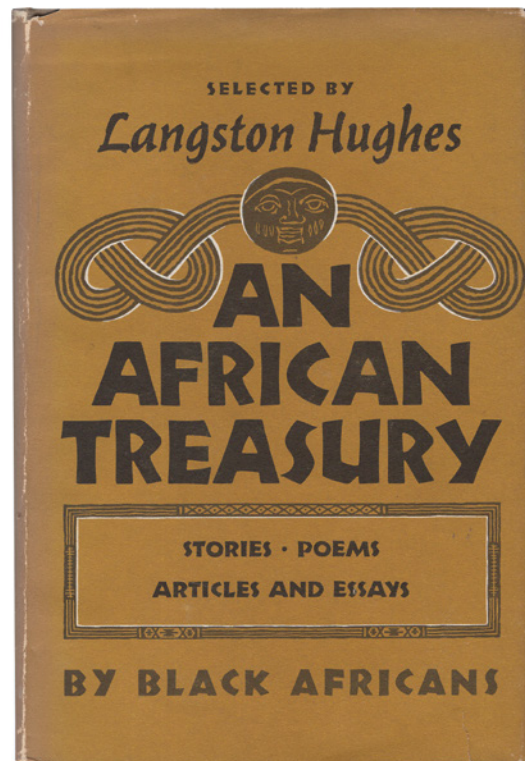 SELECTED BY
Langston Hughes
AN
AFRICAN
TREASURY
STORIES · POEMS
ARTICLES AND ESSAYS
BY BLACK AFRICANS